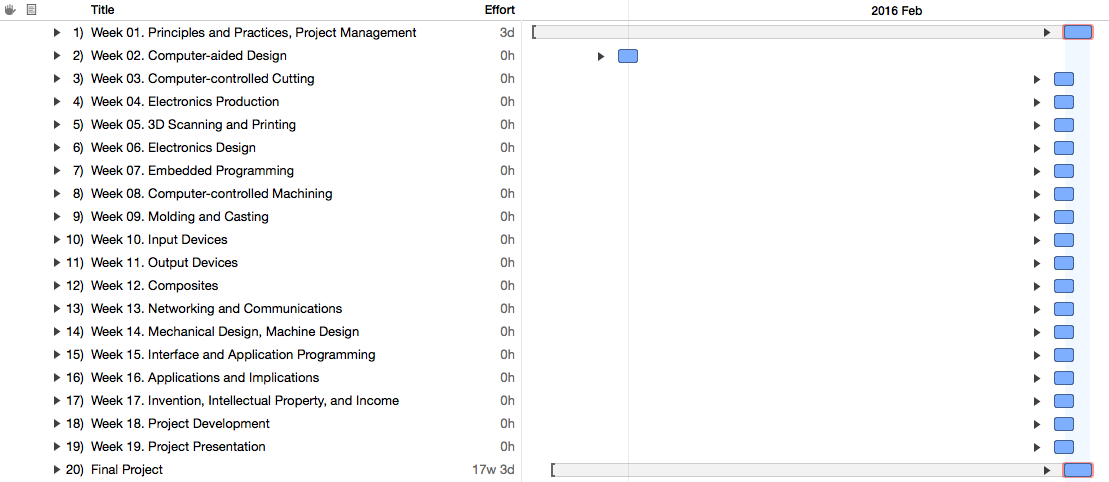 Title Effort 2016 Feb
1) Week 01. Principles and Practices, Project Management 3d
2) Week 02. Computer-aided Design 0h
3) Week 03. Computer-controlled Cutting 0h
4) Week 04. Electronics Production 0h
5) Week 05. 3D Scanning and Printing 0h
6) Week 06. Electronics Design 0h
7) Week 07. Embedded Programming 0h
8) Week 08. Computer-controlled Machining 0h
9) Week 09. Molding and Casting 0h
10) Week 10. Input Devices 0h
11) Week 11. Output Devices 0h
12) Week 12. Composites 0h
13) Week 13. Networking and Communications 0h
14) Week 14. Mechanical Design, Machine Design 0h
15) Week 15. Interface and Application Programming 0h
16) Week 16. Applications and Implications 0h
17) Week 17. Invention, Intellectual Property, and Income 0h
18) Week 18. Project Development 0h
19) Week 19. Project Presentation 0h
20) Final Project 17w 3d